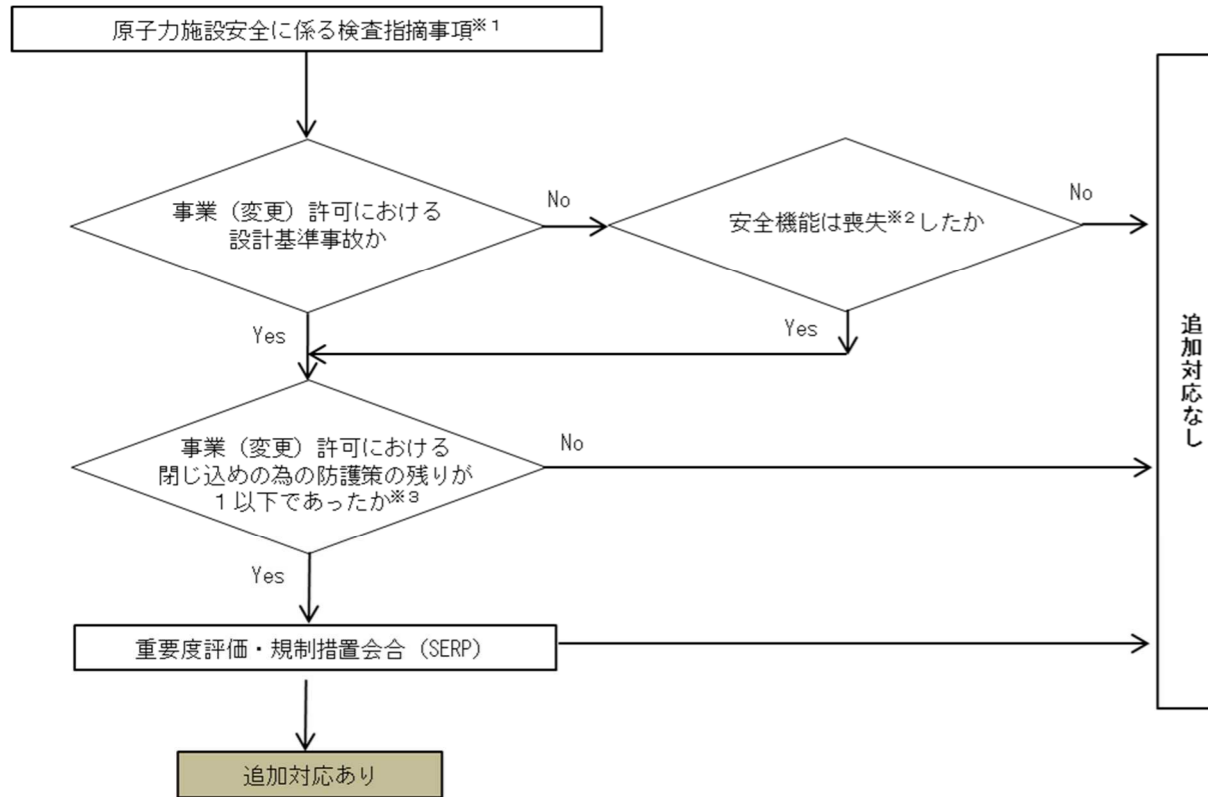 原子力施設安全に係る検査指摘事項※1
事業（変更）許可における
設計基準事故か
No
安全機能は喪失※2したか
No
Yes
Yes
事業（変更）許可における
閉じ込めの為の防護策の残りが
1以下であったか※3
No
Yes
重要度評価・規制措置会合（SERP）
追加対応あり
追加対応なし